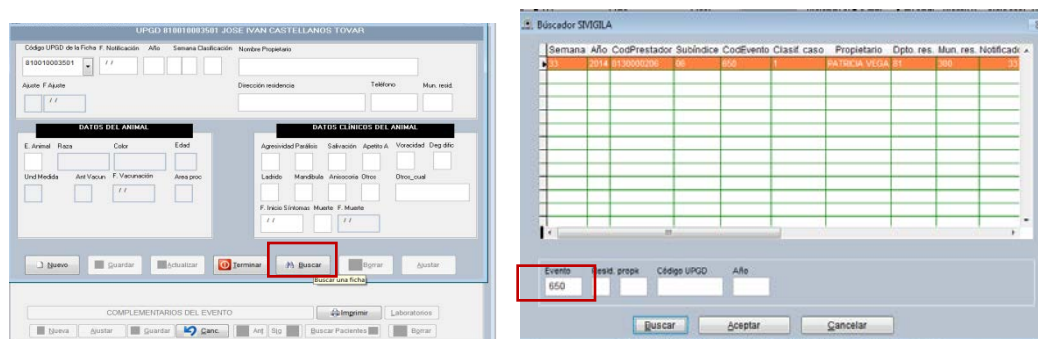 UPGD 810010003501 JOSE IVAN CASTELLANOS TOVAR
Código UPGD de la Ficha F. Notificación Año Semana Clasificación Nombre Propietario
810010003501 / /
Ajuste F Ajuste Dirección residencia Teléfono Mun. resid.
/ /
DATOS DEL ANIMAL
E. Animal Raza Color Edad
Und Medida Ant Vacun F. Vacunación Area proc
/ /
DATOS CLÍNICOS DEL ANIMAL
Agresividad Parálisis Salivación Apetito A Voracidad Deg.dific
Ladrido Mandíbula Anisocoria Otros Otros_cual
F. Inicio Síntomas Muerte F. Muerte
/ / / /
Nuevo Guardar Actualizar Terminar Buscar Borrar Ajustar
Buscar una ficha
COMPLEMENTARIOS DEL EVENTO Imprimir Laboratorios
Nueva Ajustar Guardar Canc. Ant Sig Buscar Pacientes Borrar
Búscador SIVIGILA
Semana Año CodPrestador Subíndice CodEvento Clasif. caso Propietario Dpto. res. Mun. res. Notificado
33 2014 8130000206 06 650 1 PATRICIA VEGA 81 300 33
Evento Resid. propk Código UPGD Año
650
Buscar Aceptar Cancelar